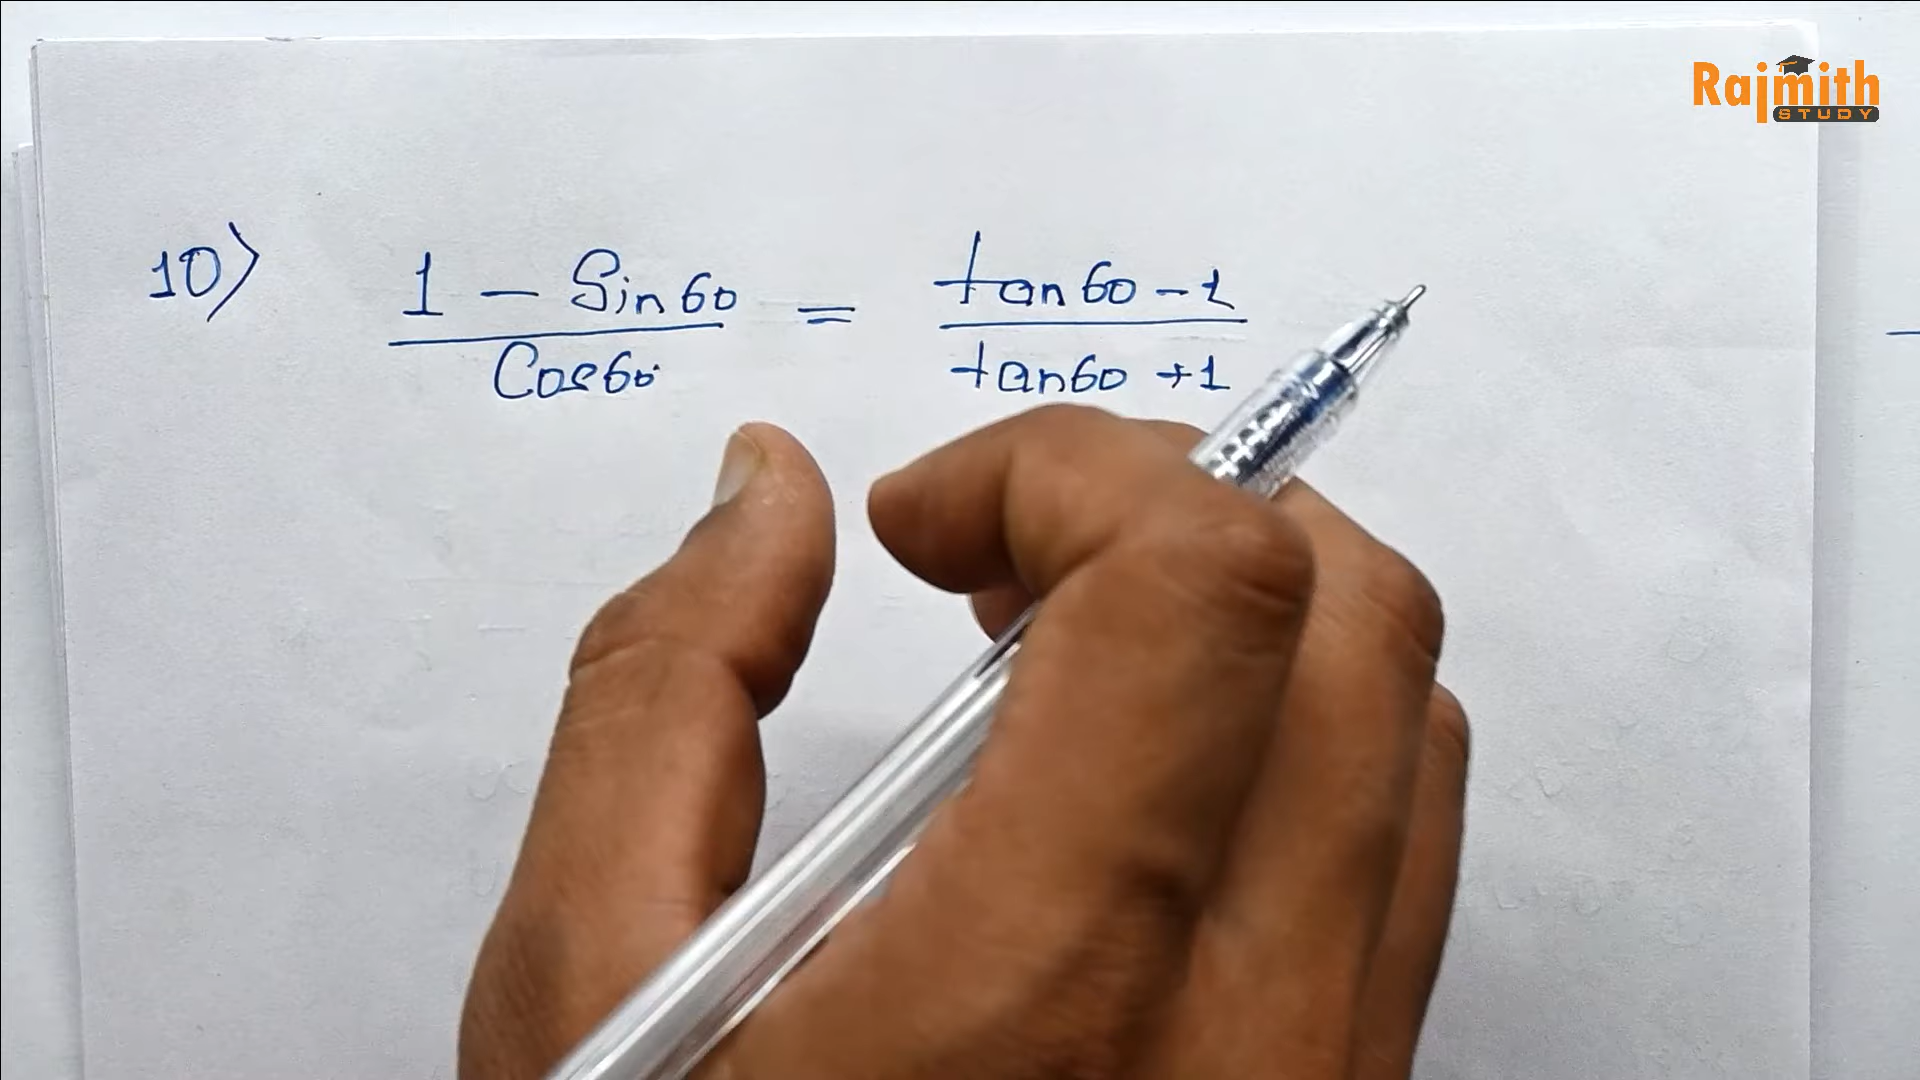 Rajmith
STUDY
10) 1 - Sin60 / Cos60 = tan60 - 1 / tan60 + 1